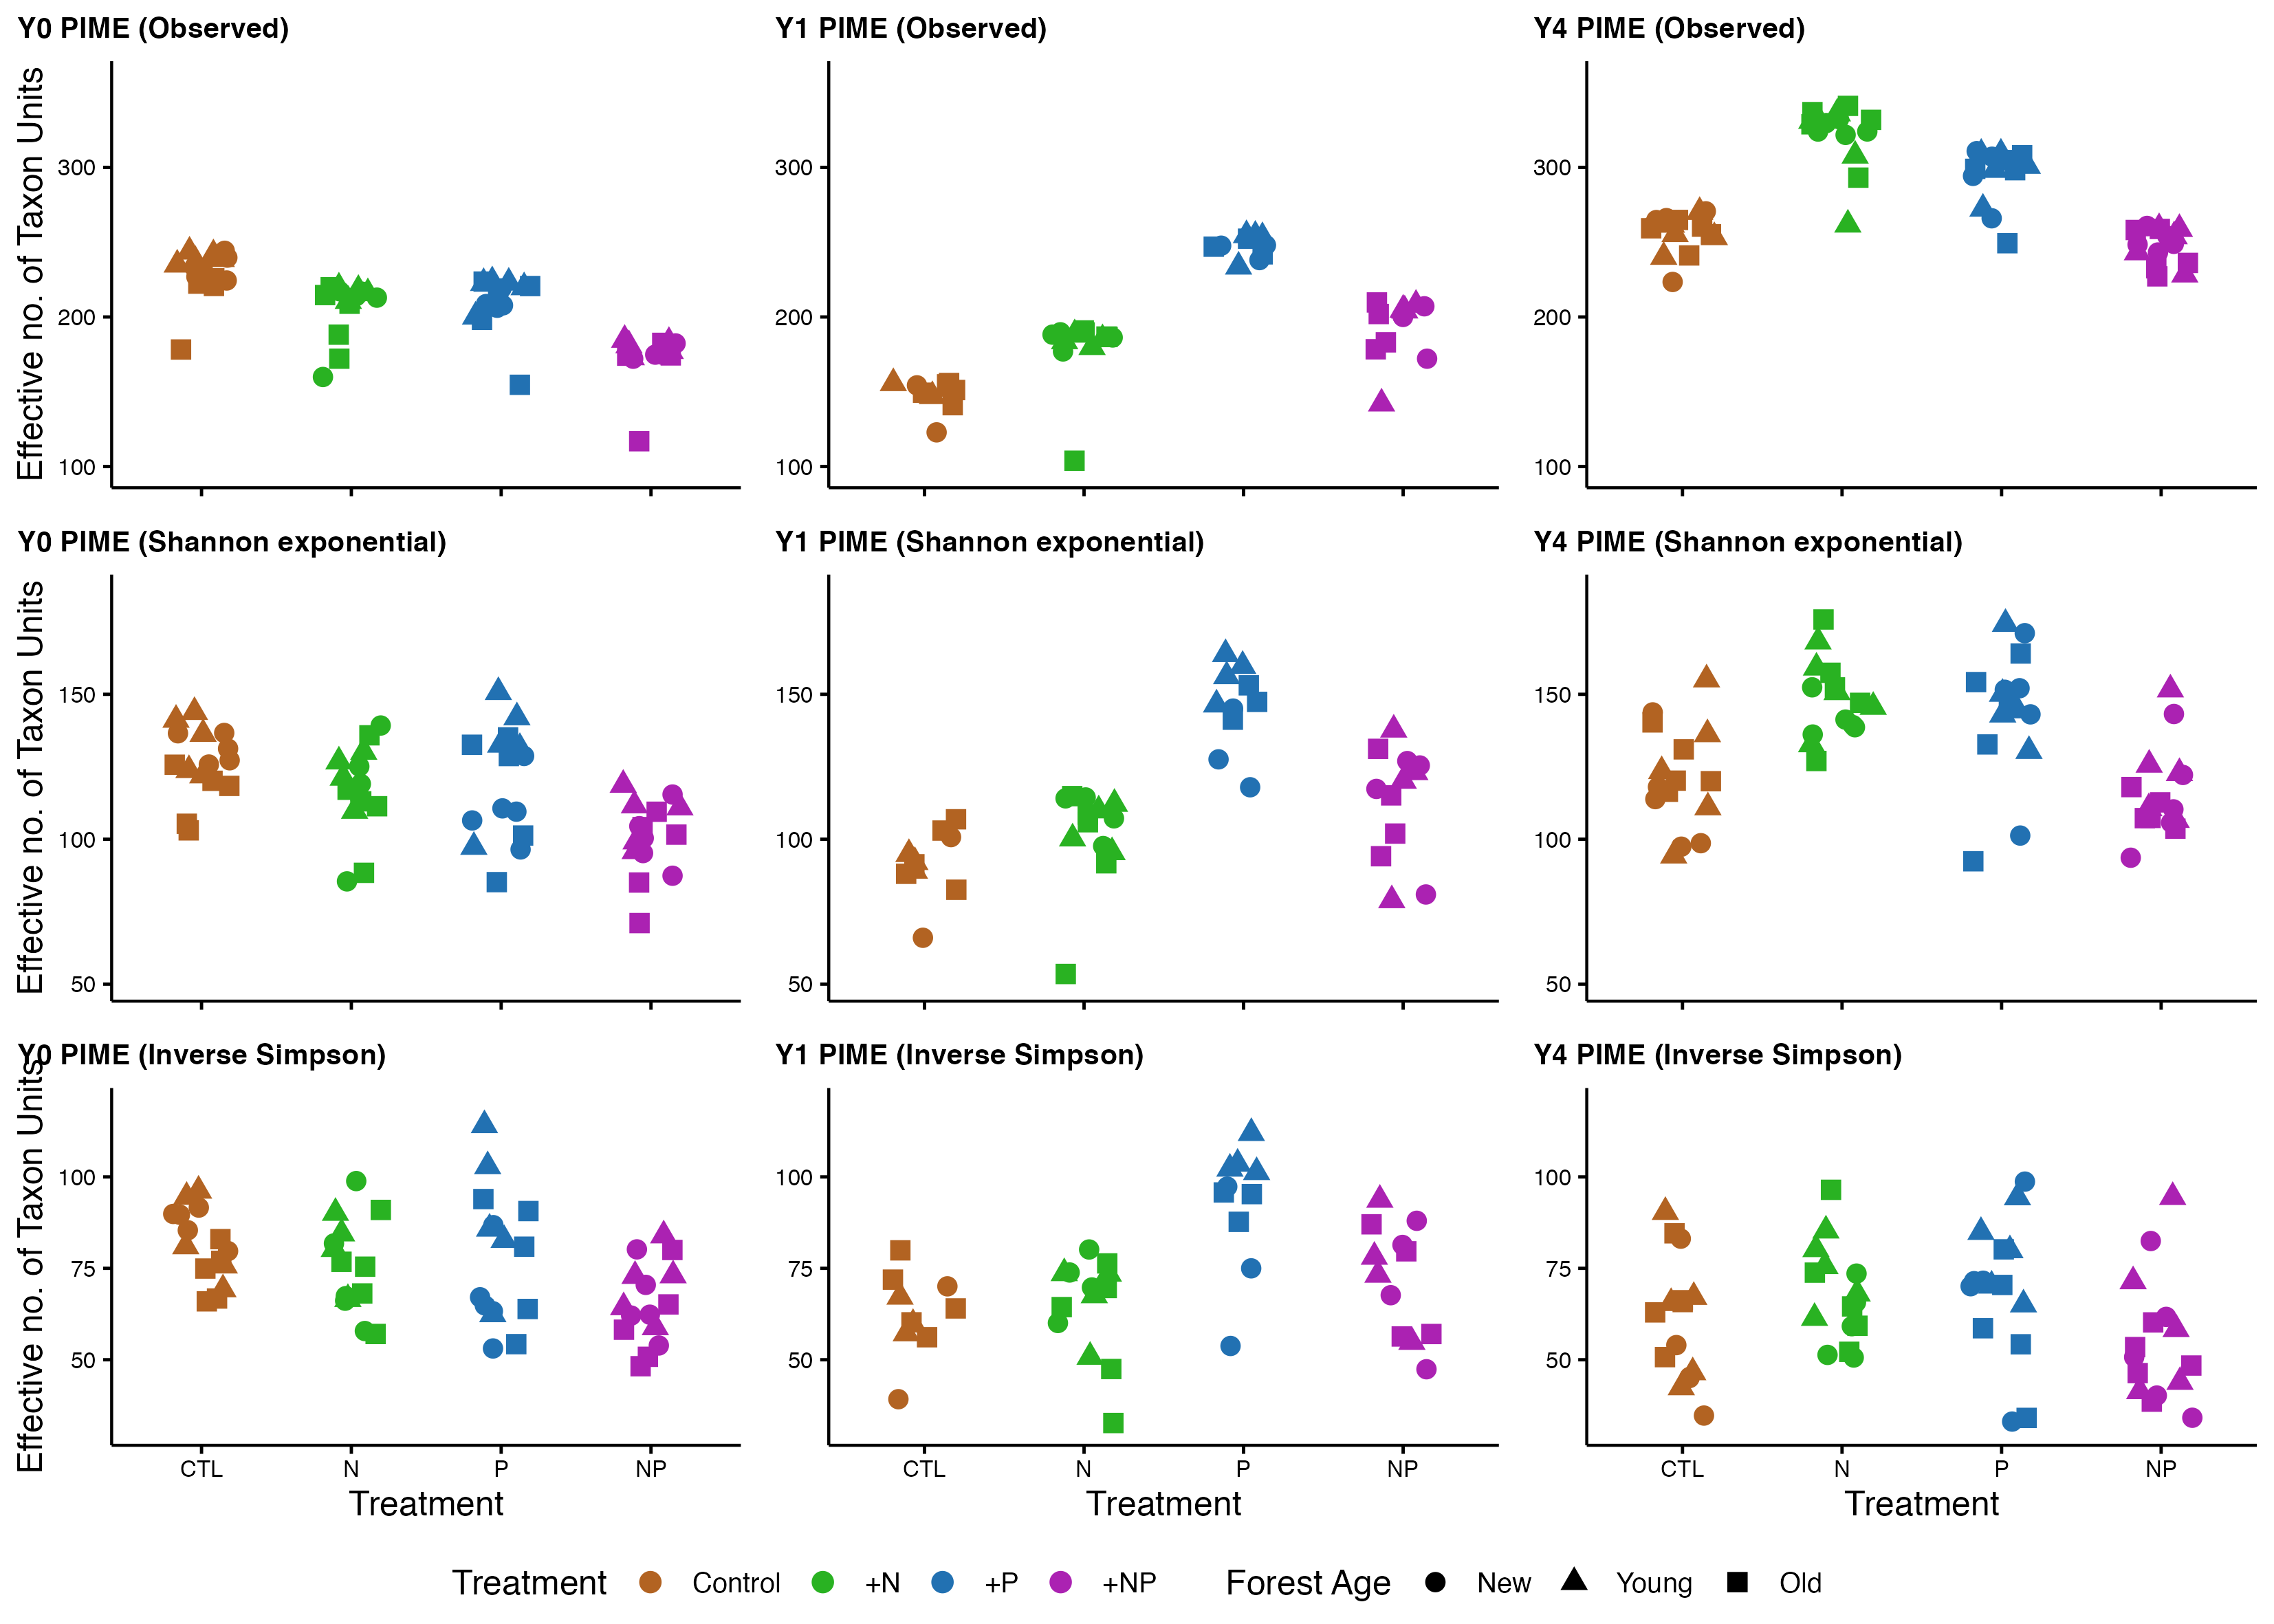 Y0 PIME (Observed)
Y1 PIME (Observed)
Y4 PIME (Observed)
Effective no. of Taxon Units
300
200
100
300
200
100
300
200
100
Y0 PIME (Shannon exponential)
Y1 PIME (Shannon exponential)
Y4 PIME (Shannon exponential)
Effective no. of Taxon Units
150
100
50
150
100
50
150
100
50
Y0 PIME (Inverse Simpson)
Y1 PIME (Inverse Simpson)
Y4 PIME (Inverse Simpson)
Effective no. of Taxon Units
100
75
50
100
75
50
100
75
50
CTL N P NP
CTL N P NP
CTL N P NP
Treatment
Treatment
Treatment
Treatment Control +N +P +NP Forest Age New Young Old